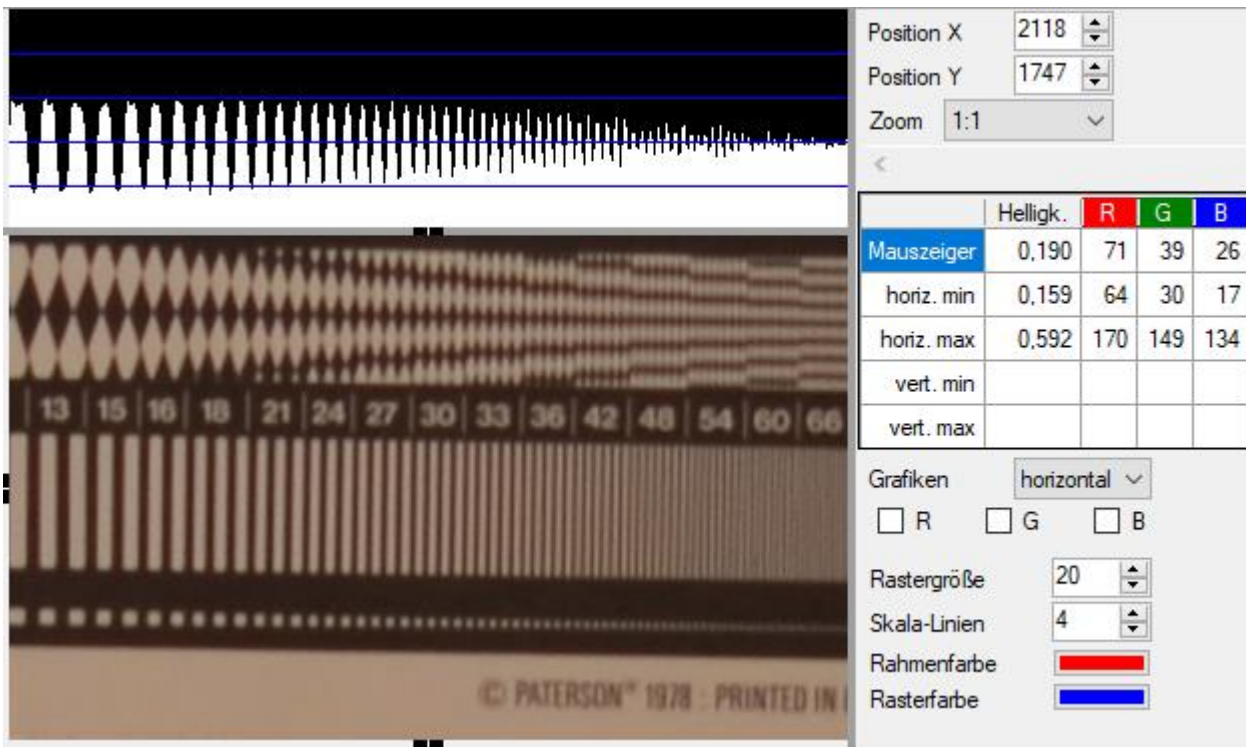 Position X 2118
Position Y 1747
Zoom 1:1
<
Helligk. R G B
Mauszeiger 0,190 71 39 26
horiz. min 0,159 64 30 17
horiz. max 0,592 170 149 134
vert. min
vert. max
13 15 16 18 21 24 27 30 33 36 42 48 54 60 66
Grafiken horizontal
R G B
Rastergröße 20
Skala-Linien 4
Rahmenfarbe
Rasterfarbe
© PATERSON® 1978 : PRINTED IN